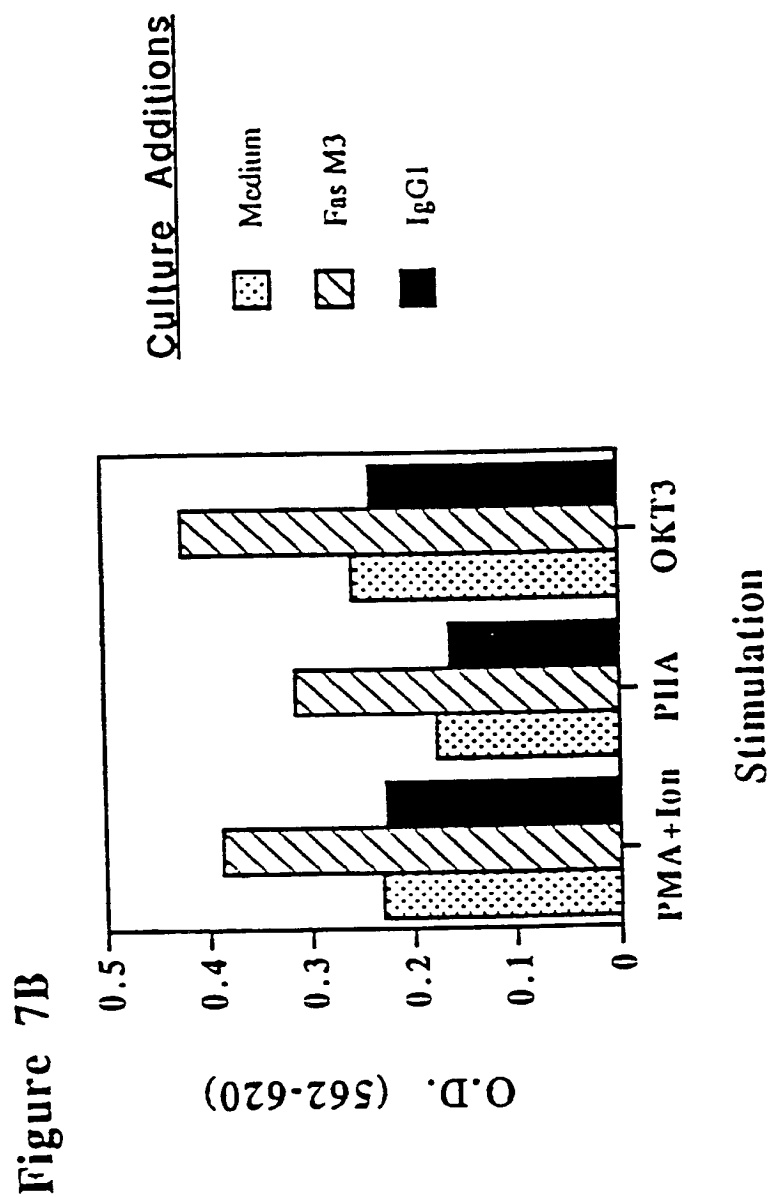 Figure 7B
O.D. (562-620)
0.5
0.4
0.3
0.2
0.1
0
PMA+Ion
PHA
OKT3
Stimulation
Culture Additions
Medium
Fas M3
IgG1